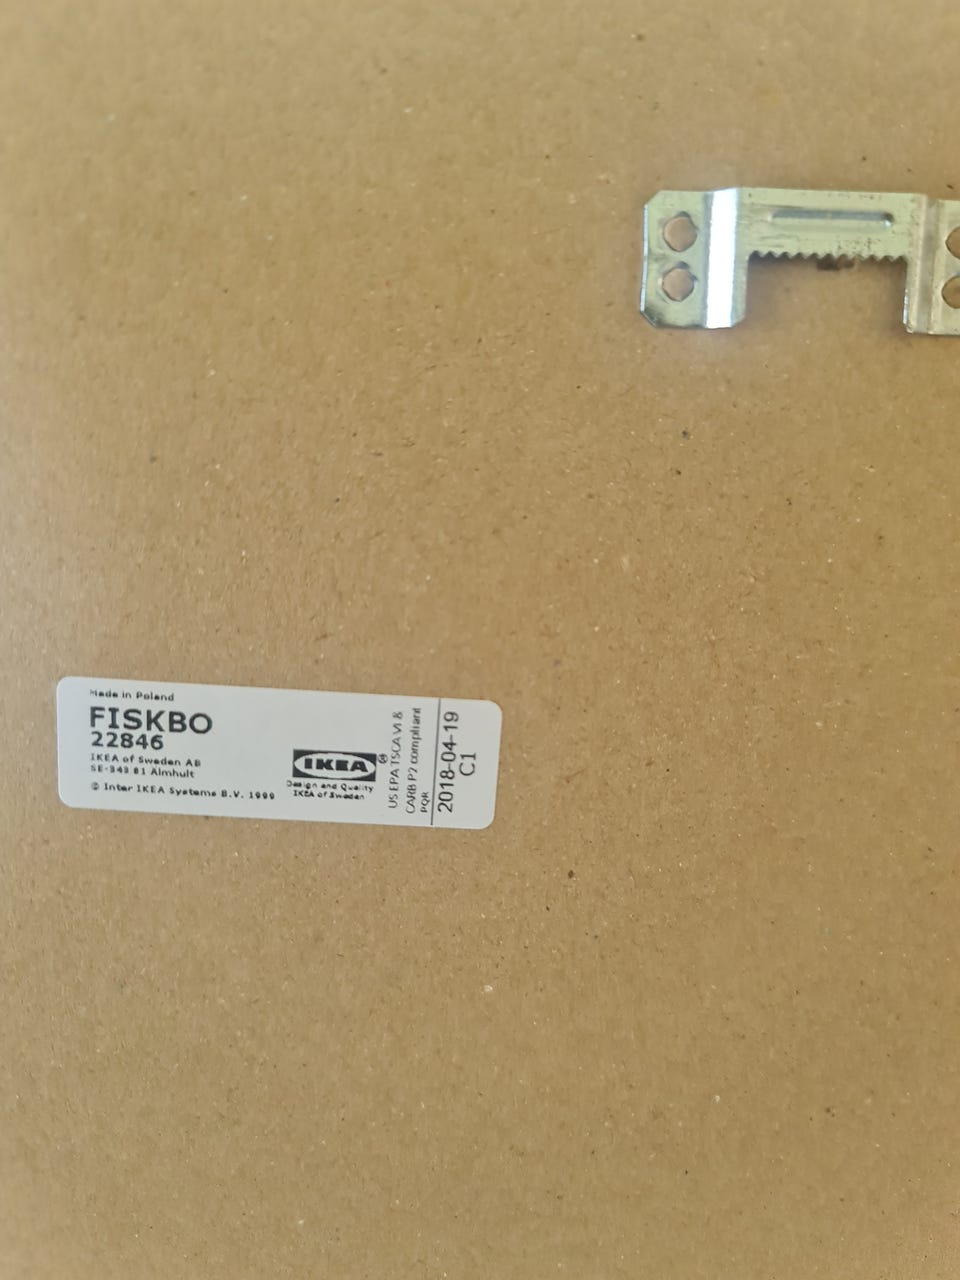 Made in Poland
FISKBO
22846
IKEA of Sweden AB
SE-343 81 Älmhult
© Inter IKEA Systems B.V. 1999
IKEA
®
Design and Quality
IKEA of Sweden
US EPA TSCA VI &
CARB P2 compliant
PQR
2018-04-19
C1